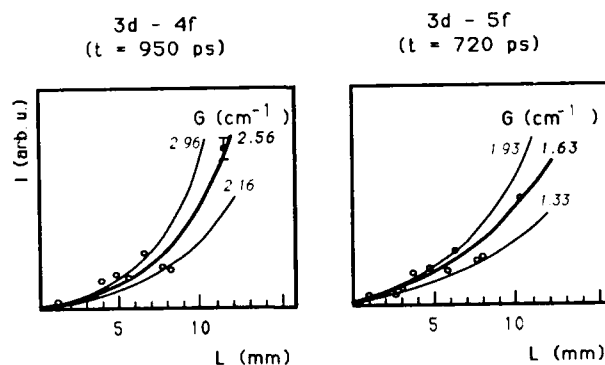 3d - 4f
(t = 950 ps)
I (arb u.)
G (cm⁻¹)
2.96
2.56
2.16
5
10
L (mm)
3d - 5f
(t = 720 ps)
G (cm⁻¹)
1.93
1.63
1.33
5
10
L (mm)